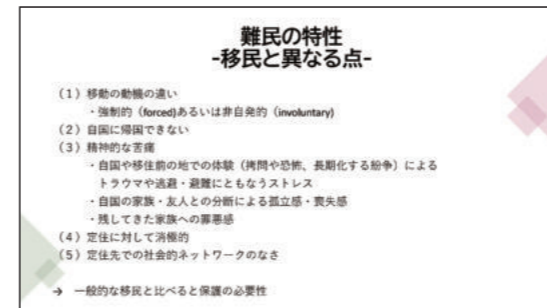 難民の特性
-移民と異なる点-
（1）移動の動機の違い
・強制的（forced)あるいは非自発的（involuntary)
（2）自国に帰国できない
（3）精神的な苦痛
・自国や移住前の地での体験（拷問や恐怖、長期化する紛争）による
トラウマや逃避・避難にともなうストレス
・自国の家族・友人との分断による孤立感・喪失感
・残してきた家族への罪悪感
（4）定住に対して消極的
（5）定住先での社会的ネットワークのなさ
→ 一般的な移民と比べると保護の必要性